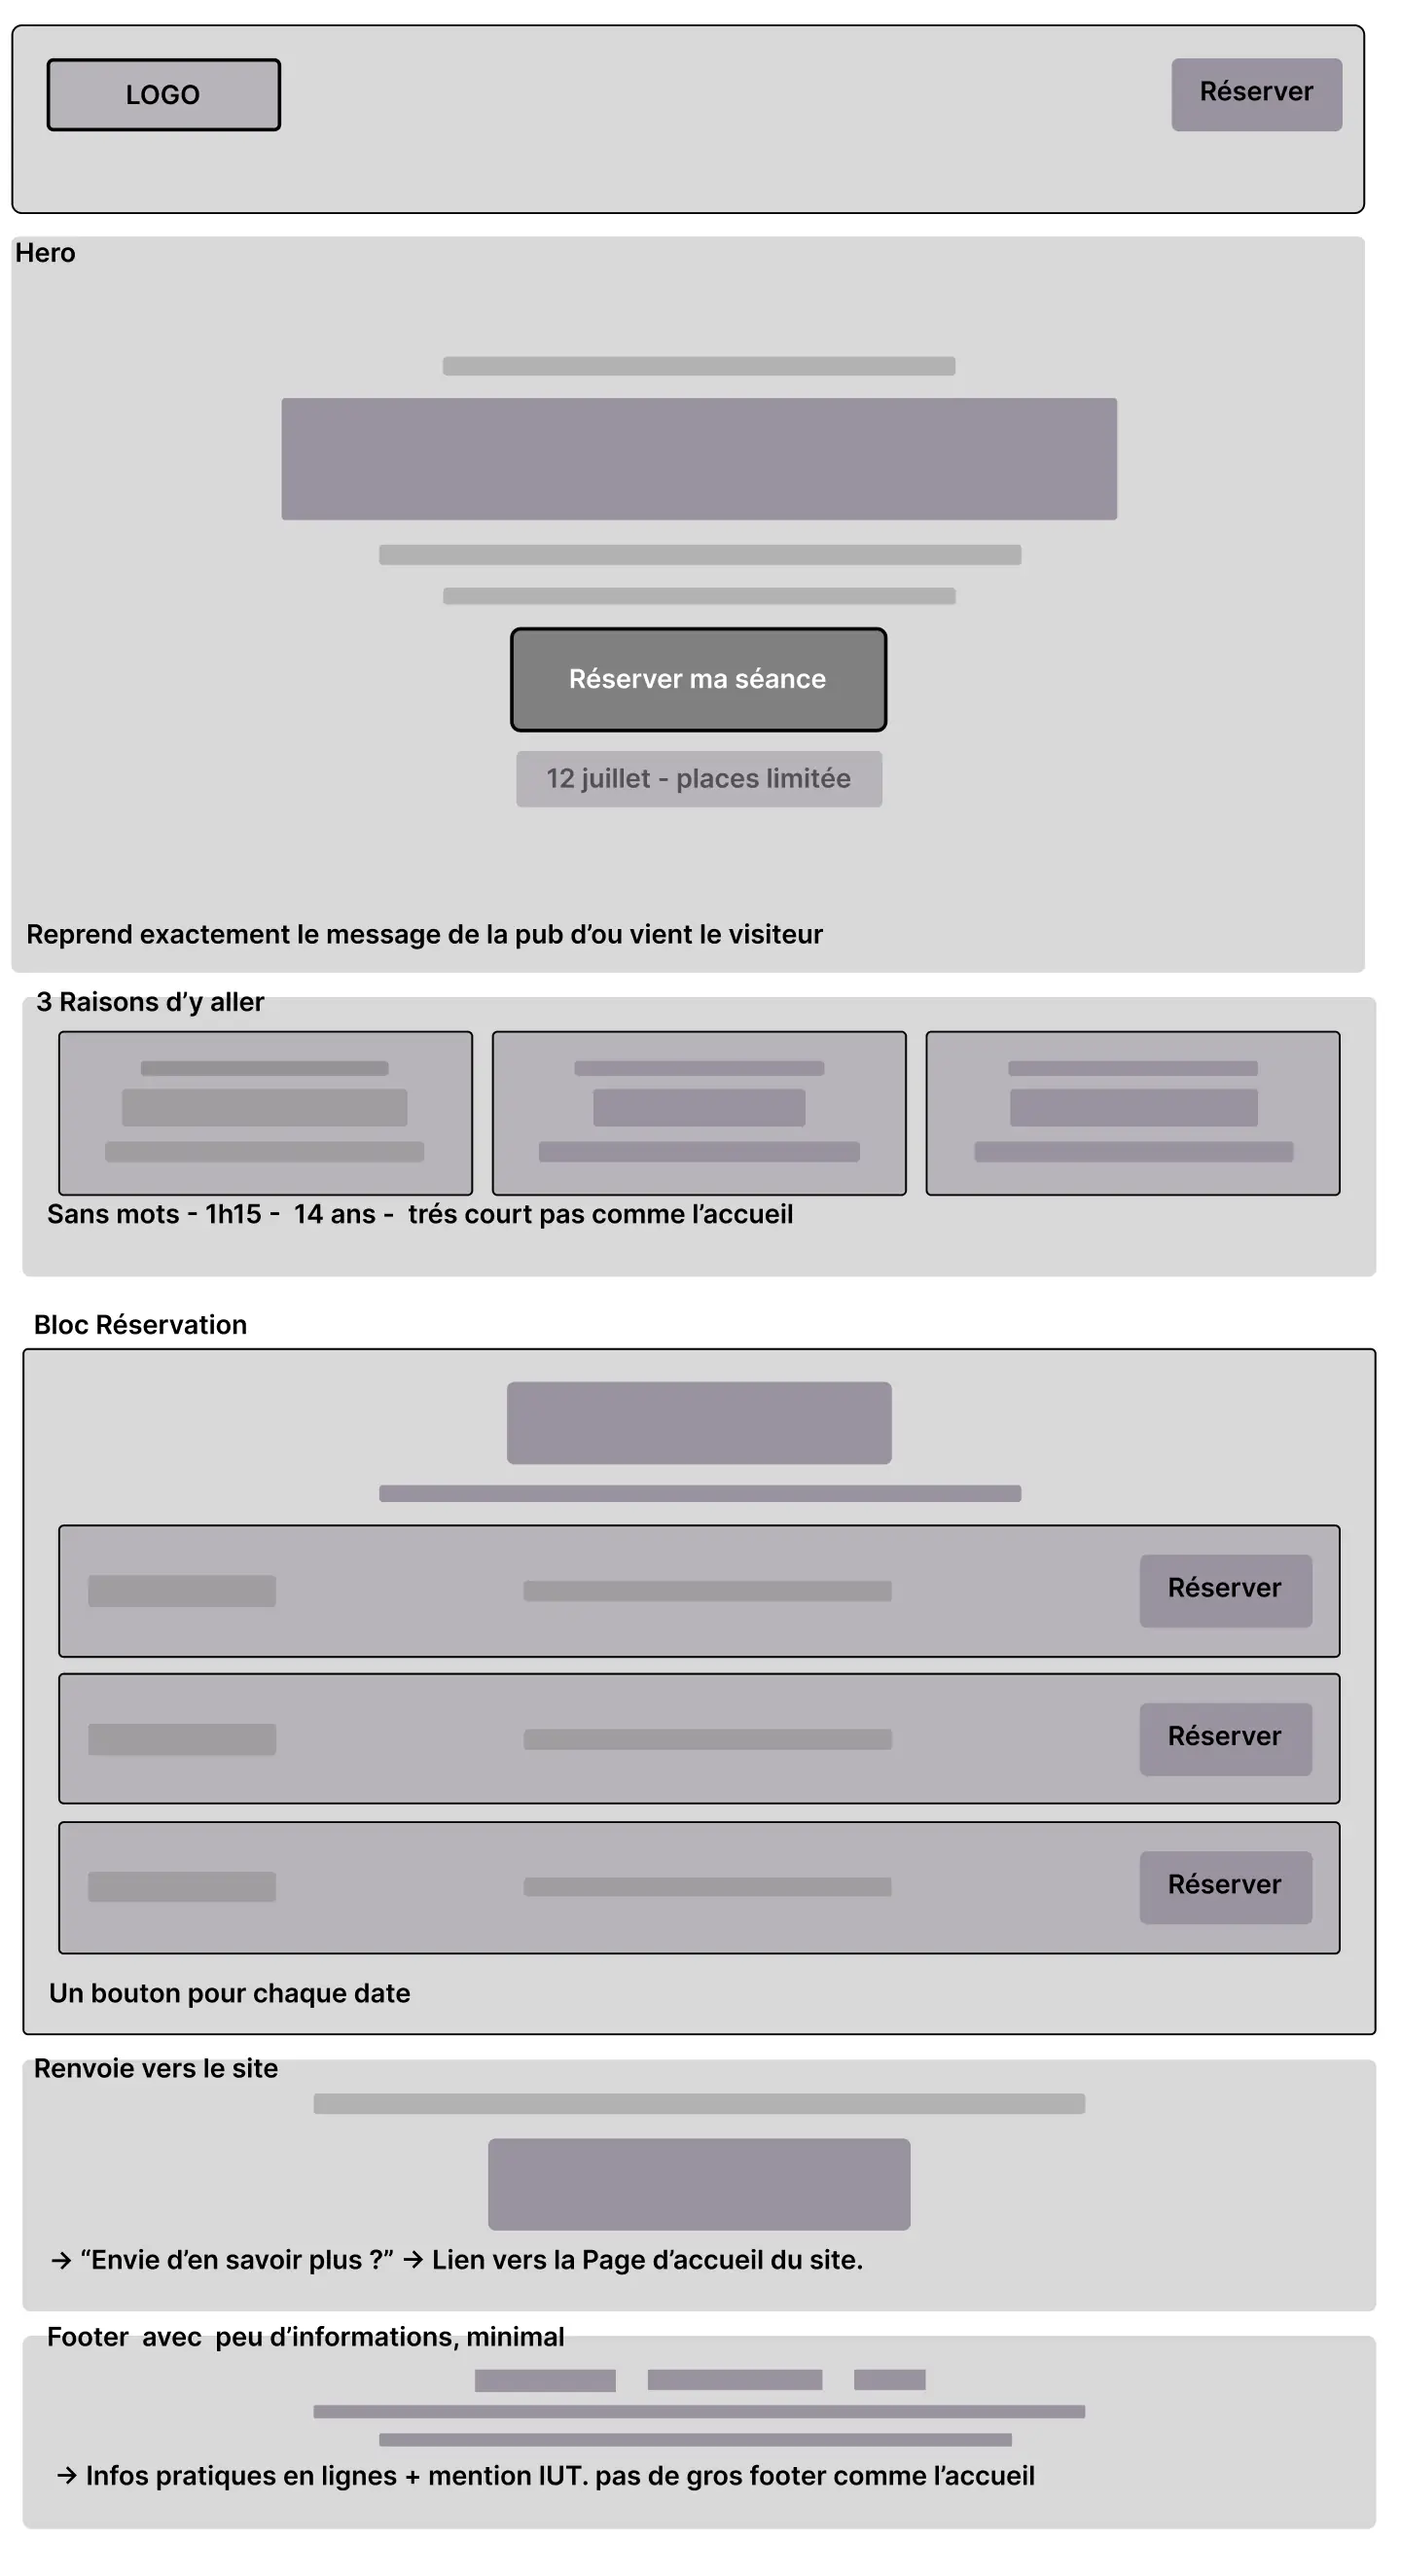 LOGO
Réserver
Hero
Réserver ma séance
12 juillet - places limitée
Reprend exactement le message de la pub d’ou vient le visiteur
3 Raisons d’y aller
Sans mots - 1h15 - 14 ans - trés court pas comme l’accueil
Bloc Réservation
Réserver
Réserver
Réserver
Un bouton pour chaque date
Renvoie vers le site
→ “Envie d’en savoir plus ?” → Lien vers la Page d’accueil du site.
Footer avec peu d’informations, minimal
→ Infos pratiques en lignes + mention IUT. pas de gros footer comme l’accueil